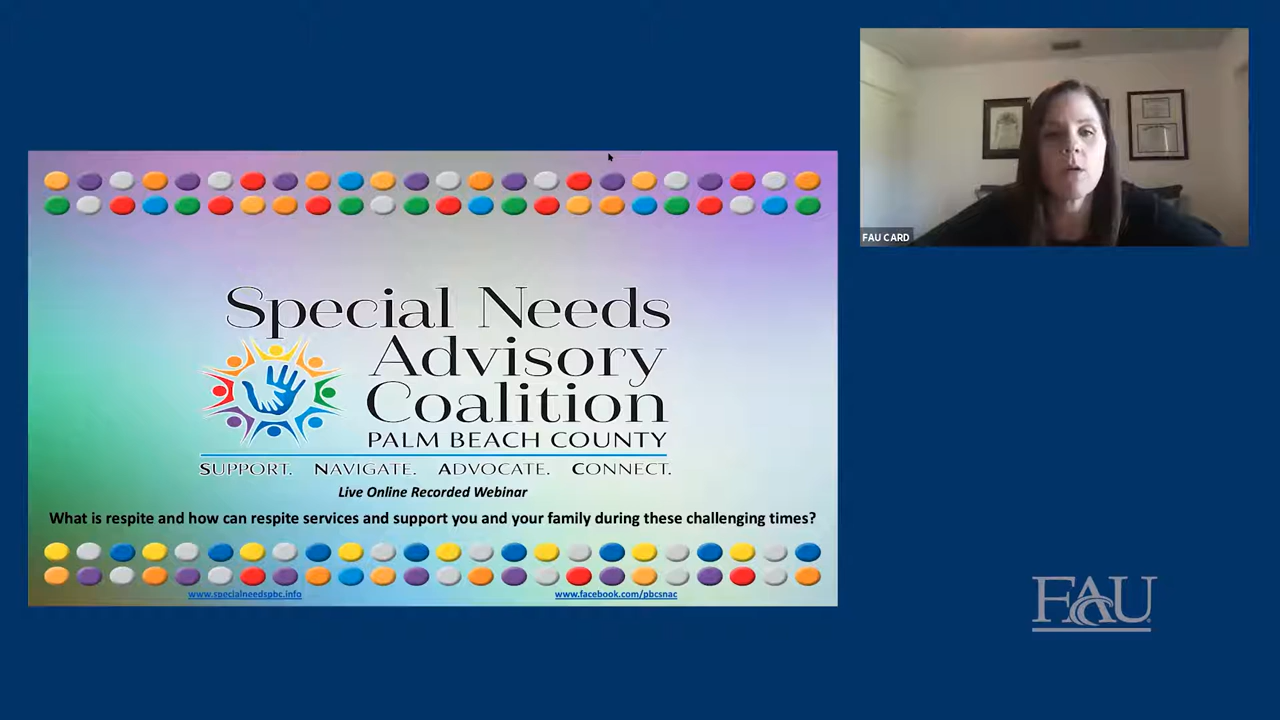 Special Needs
Advisory
Coalition
PALM BEACH COUNTY
SUPPORT. NAVIGATE. ADVOCATE. CONNECT.
Live Online Recorded Webinar
What is respite and how can respite services and support you and your family during these challenging times?
www.specialneedspbc.info
www.facebook.com/pbcsnac
FAU CARD
FAU